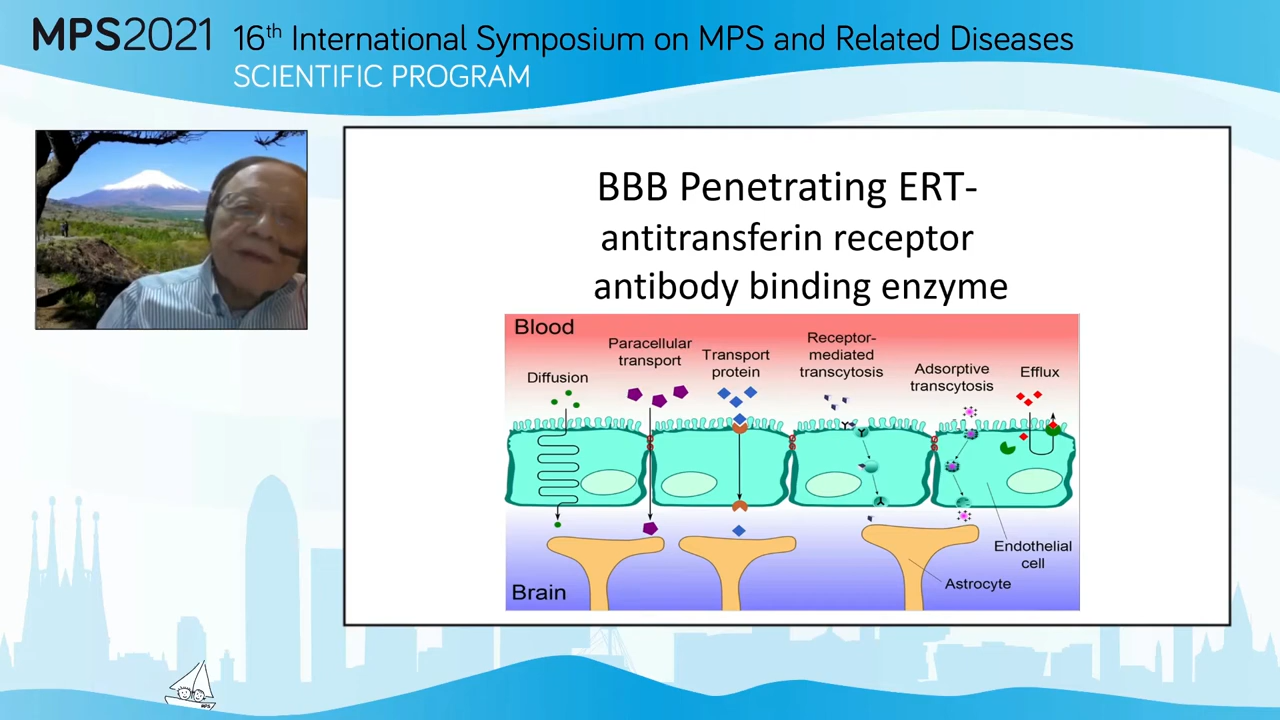 MPS2021 16th International Symposium on MPS and Related Diseases
SCIENTIFIC PROGRAM
BBB Penetrating ERT-
antitransferin receptor
antibody binding enzyme
Blood
Diffusion
Paracellular
transport
Transport
protein
Receptor-
mediated
transcytosis
Adsorptive
transcytosis
Efflux
Endothelial
cell
Astrocyte
Brain
MPS